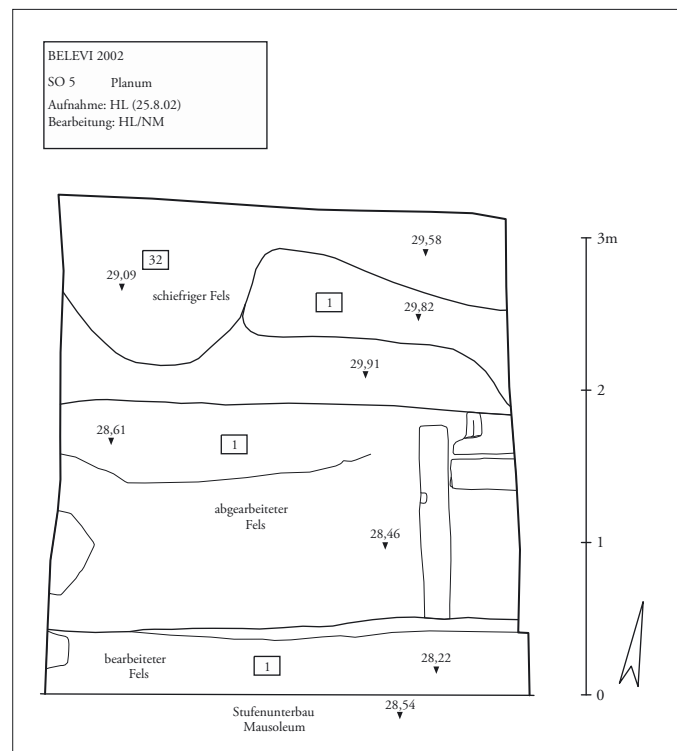 BELEVI 2002
SO 5 Planum
Aufnahme: HL (25.8.02)
Bearbeitung: HL/NM
29,58
3m
32
29,09
schiefriger Fels
1
29,82
29,91
2
28,61
1
abgearbeiteter
Fels
28,46
1
bearbeiteter
Fels
1
28,22
0
28,54
Stufenunterbau
Mausoleum